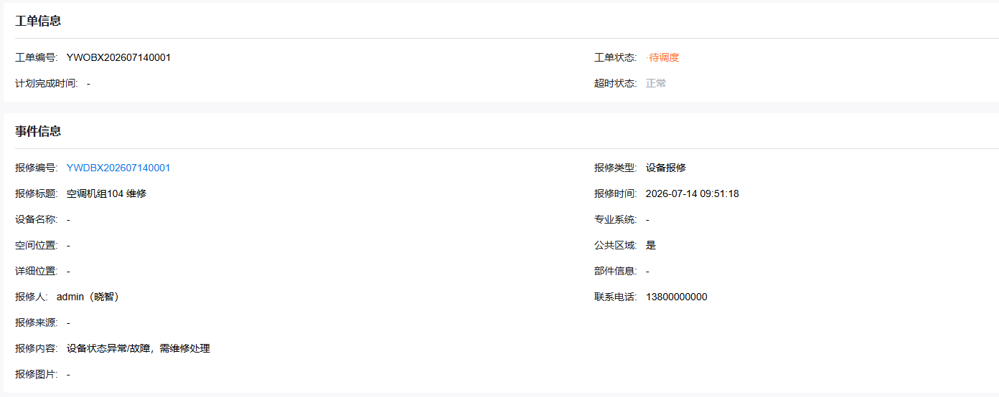 工单信息
工单编号: YWOBX202607140001 工单状态: ·待调度
计划完成时间: - 超时状态: 正常
事件信息
报修编号: YWDBX202607140001 报修类型: 设备报修
报修标题: 空调机组104 维修 报修时间: 2026-07-14 09:51:18
设备名称: - 专业系统: -
空间位置: - 公共区域: 是
详细位置: - 部件信息: -
报修人: admin（晓智） 联系电话: 13800000000
报修来源: -
报修内容: 设备状态异常/故障，需维修处理
报修图片: -